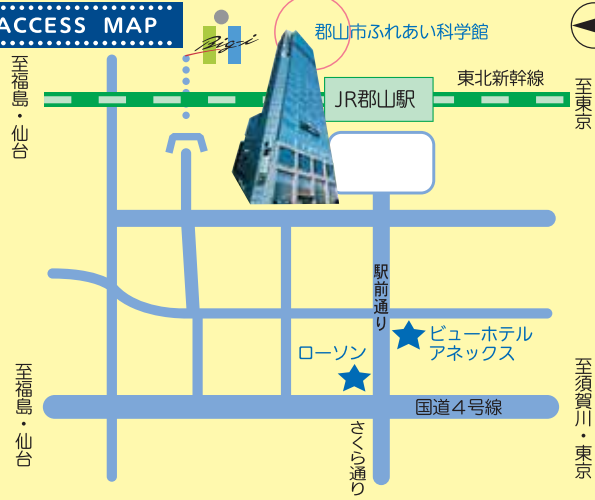 ACCESS MAP
郡山市ふれあい科学館
東北新幹線
JR郡山駅
至福島・仙台
至東京
駅前通り
ビューホテル
アネックス
ローソン
国道4号線
さくら通り
至福島・仙台
至須賀川・東京